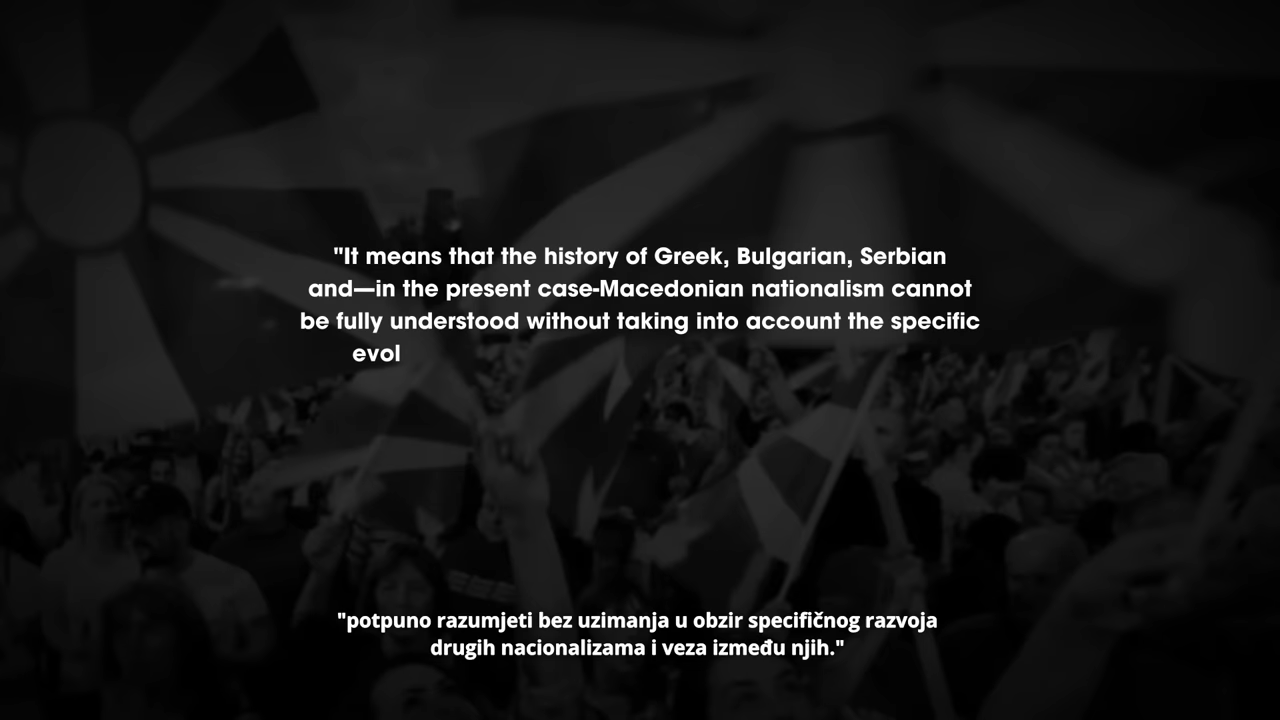 "It means that the history of Greek, Bulgarian, Serbian
and—in the present case-Macedonian nationalism cannot
be fully understood without taking into account the specific
evol
"potpuno razumjeti bez uzimanja u obzir specifičnog razvoja
drugih nacionalizama i veza između njih."